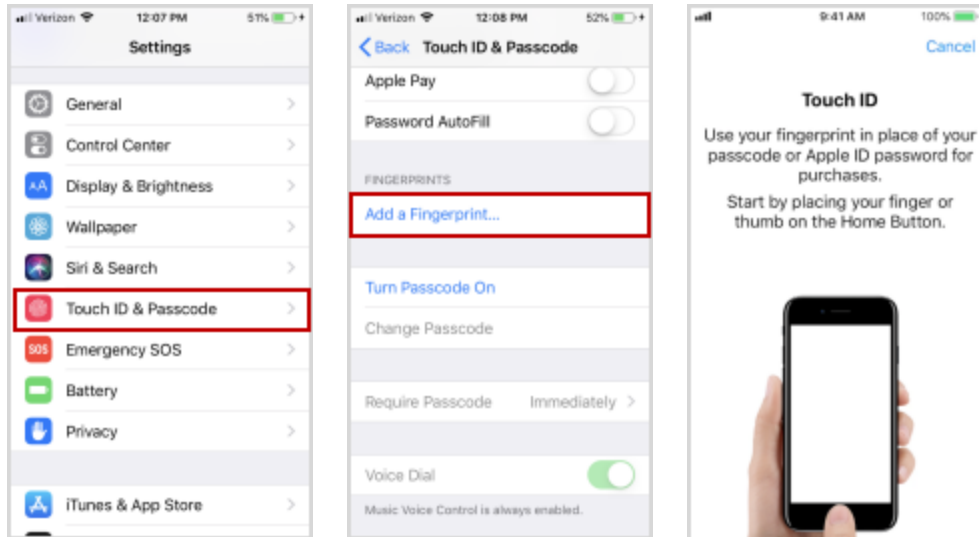 Verizon 12:07 PM 51%
Settings
General
Control Center
AA Display & Brightness
Wallpaper
Siri & Search
Touch ID & Passcode
SOS Emergency SOS
Battery
Privacy
iTunes & App Store
Verizon 12:08 PM 52%
Back Touch ID & Passcode
Apple Pay
Password AutoFill
FINGERPRINTS
Add a Fingerprint...
Turn Passcode On
Change Passcode
Require Passcode Immediately
Voice Dial
Music Voice Control is always enabled.
9:41 AM 100%
Cancel
Touch ID
Use your fingerprint in place of your
passcode or Apple ID password for
purchases.
Start by placing your finger or
thumb on the Home Button.